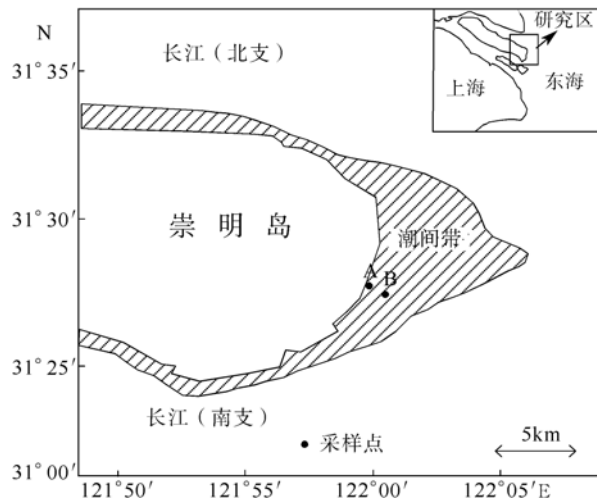 N
长江（北支）
研究区
上海
东海
31°35′
31°30′
31°25′
31°00′
崇明岛
潮间带
A
B
长江（南支）
采样点
5km
121°50′
121°55′
122°00′
122°05′E